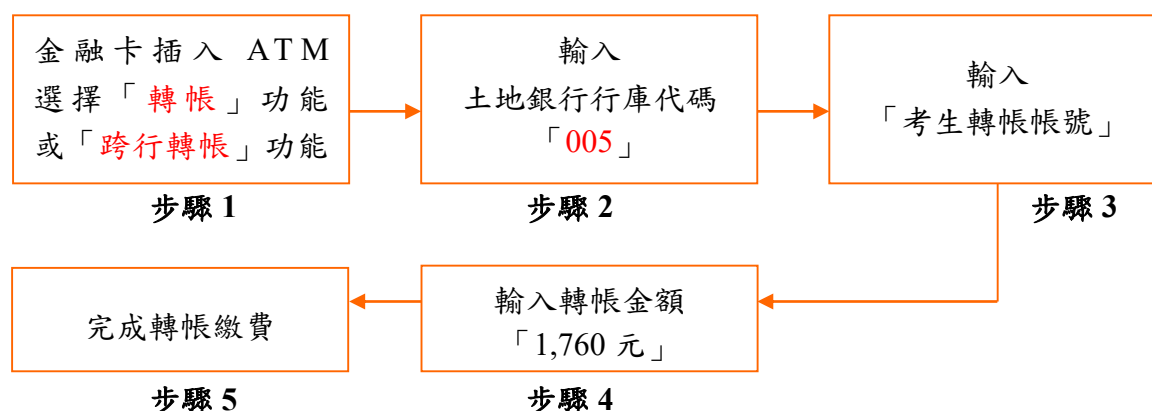 金融卡插入 ATM
選擇「轉帳」功能
或「跨行轉帳」功能
步驟 1
輸入
土地銀行行庫代碼
「005」
步驟 2
輸入
「考生轉帳帳號」
步驟 3
輸入轉帳金額
「1,760 元」
步驟 4
完成轉帳繳費
步驟 5